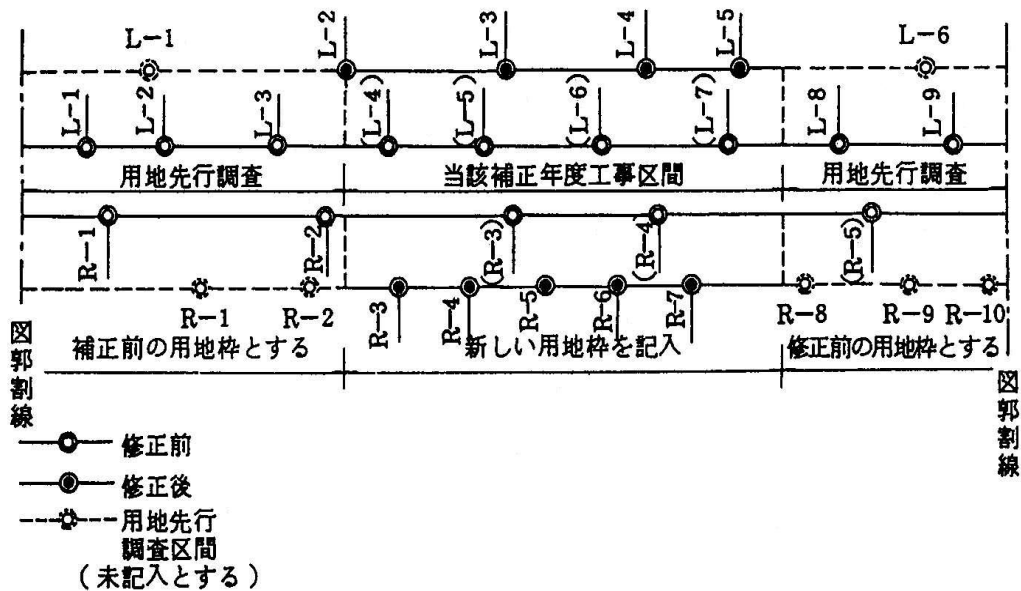 L-1 L-2 L-3 L-4 L-5 L-6
L-1 L-2 L-3 (L-4) (L-5) (L-6) (L-7) L-8 L-9
用地先行調査 当該補正年度工事区間 用地先行調査
R-1 R-2 (R-3) (R-4) (R-5)
R-1 R-2 R-3 R-4 R-5 R-6 R-7 R-8 R-9 R-10
補正前の用地枠とする 新しい用地枠を記入 修正前の用地枠とする
図郭割線
図郭割線
修正前
修正後
用地先行
調査区間
(未記入とする)